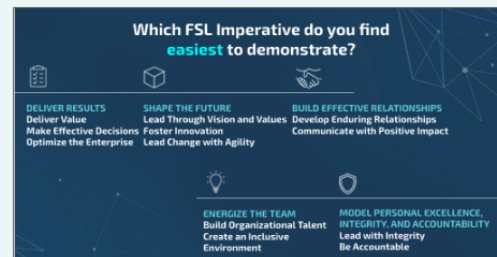 Which FSL Imperative do you find
easiest to demonstrate?
DELIVER RESULTS
Deliver Value
Make Effective Decisions
Optimize the Enterprise
SHAPE THE FUTURE
Lead Through Vision and Values
Foster Innovation
Lead Change with Agility
BUILD EFFECTIVE RELATIONSHIPS
Develop Enduring Relationships
Communicate with Positive Impact
ENERGIZE THE TEAM
Build Organizational Talent
Create an Inclusive
Environment
MODEL PERSONAL EXCELLENCE,
INTEGRITY, AND ACCOUNTABILITY
Lead with Integrity
Be Accountable